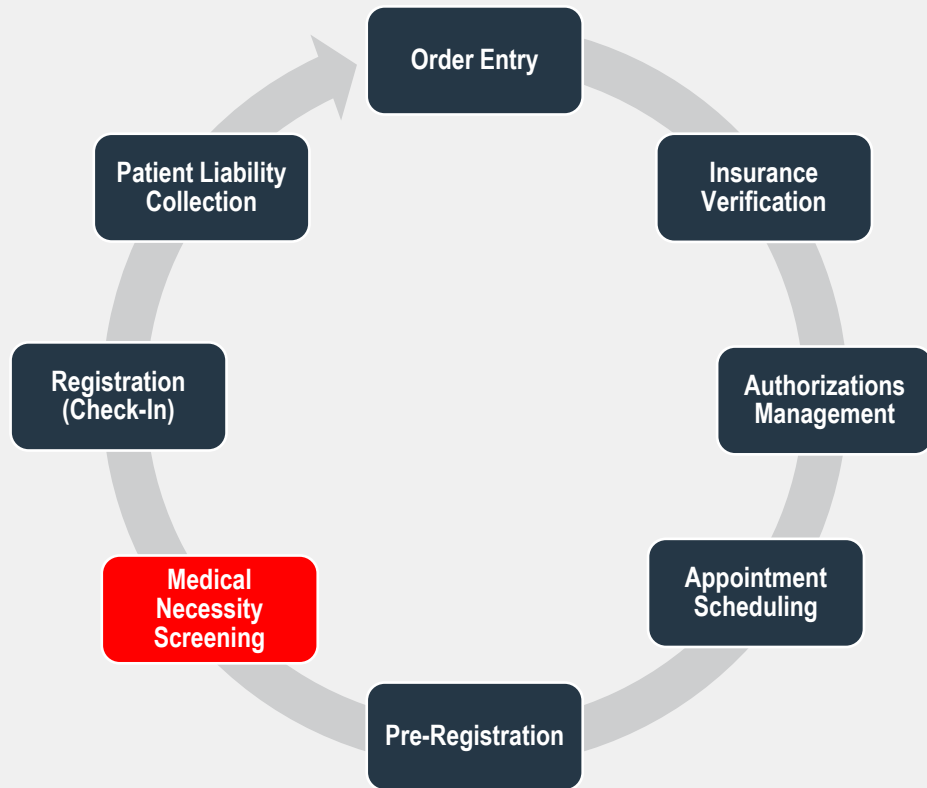 Order Entry
Insurance
Verification
Authorizations
Management
Appointment
Scheduling
Pre-Registration
Medical
Necessity
Screening
Registration
(Check-In)
Patient Liability
Collection